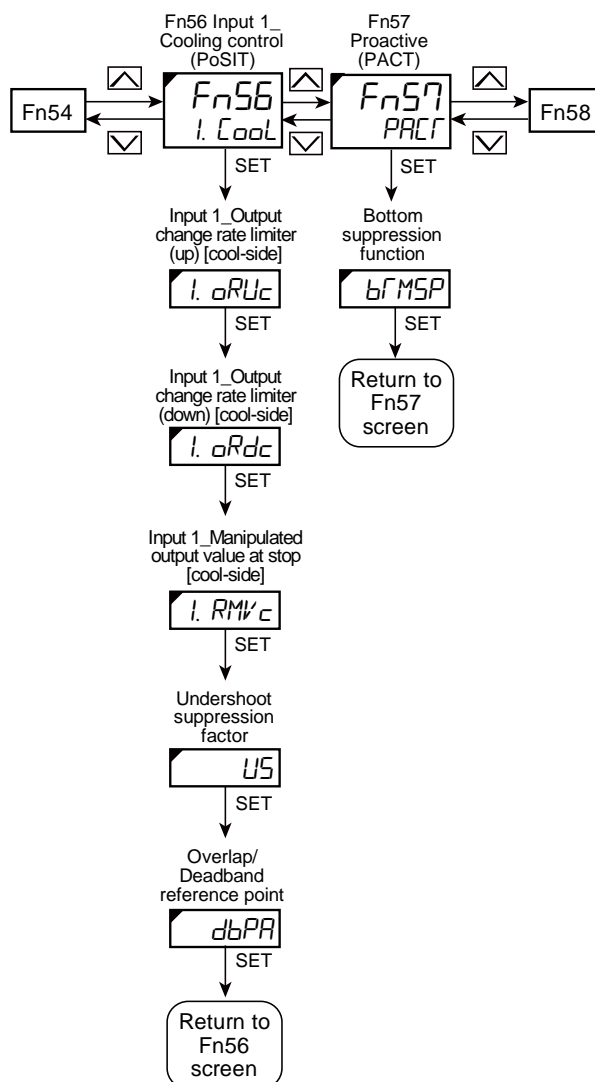 Fn56 Input 1_
Cooling control
(PoSIT)
Fn57
Proactive
(PACT)
Fn54
Fn56
1. CooL
Fn57
PACT
Fn58
SET
SET
Input 1_Output
change rate limiter
(up) [cool-side]
1. oRUc
SET
Bottom
suppression
function
bTMSP
SET
Return to
Fn57
screen
Input 1_Output
change rate limiter
(down) [cool-side]
1. oRdc
SET
Input 1_Manipulated
output value at stop
[cool-side]
1. RMVc
SET
Undershoot
suppression
factor
US
SET
Overlap/
Deadband
reference point
dbPA
SET
Return to
Fn56
screen